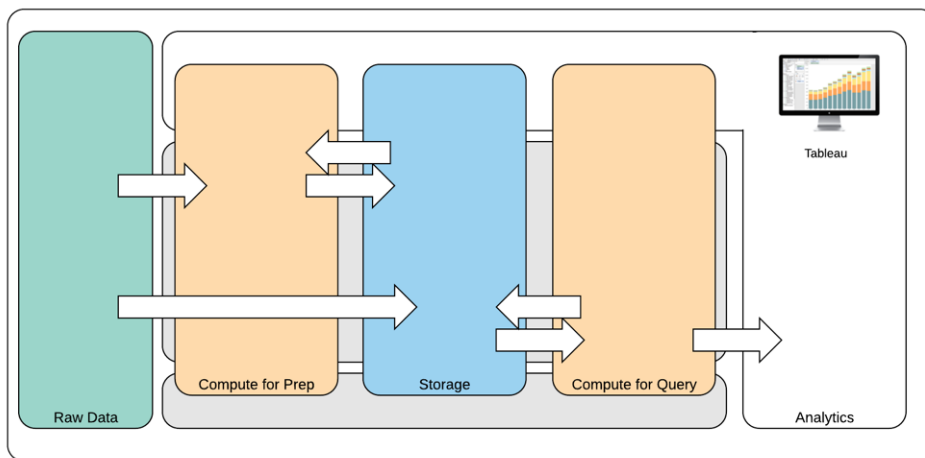 Tableau
Compute for Prep
Storage
Compute for Query
Raw Data
Analytics